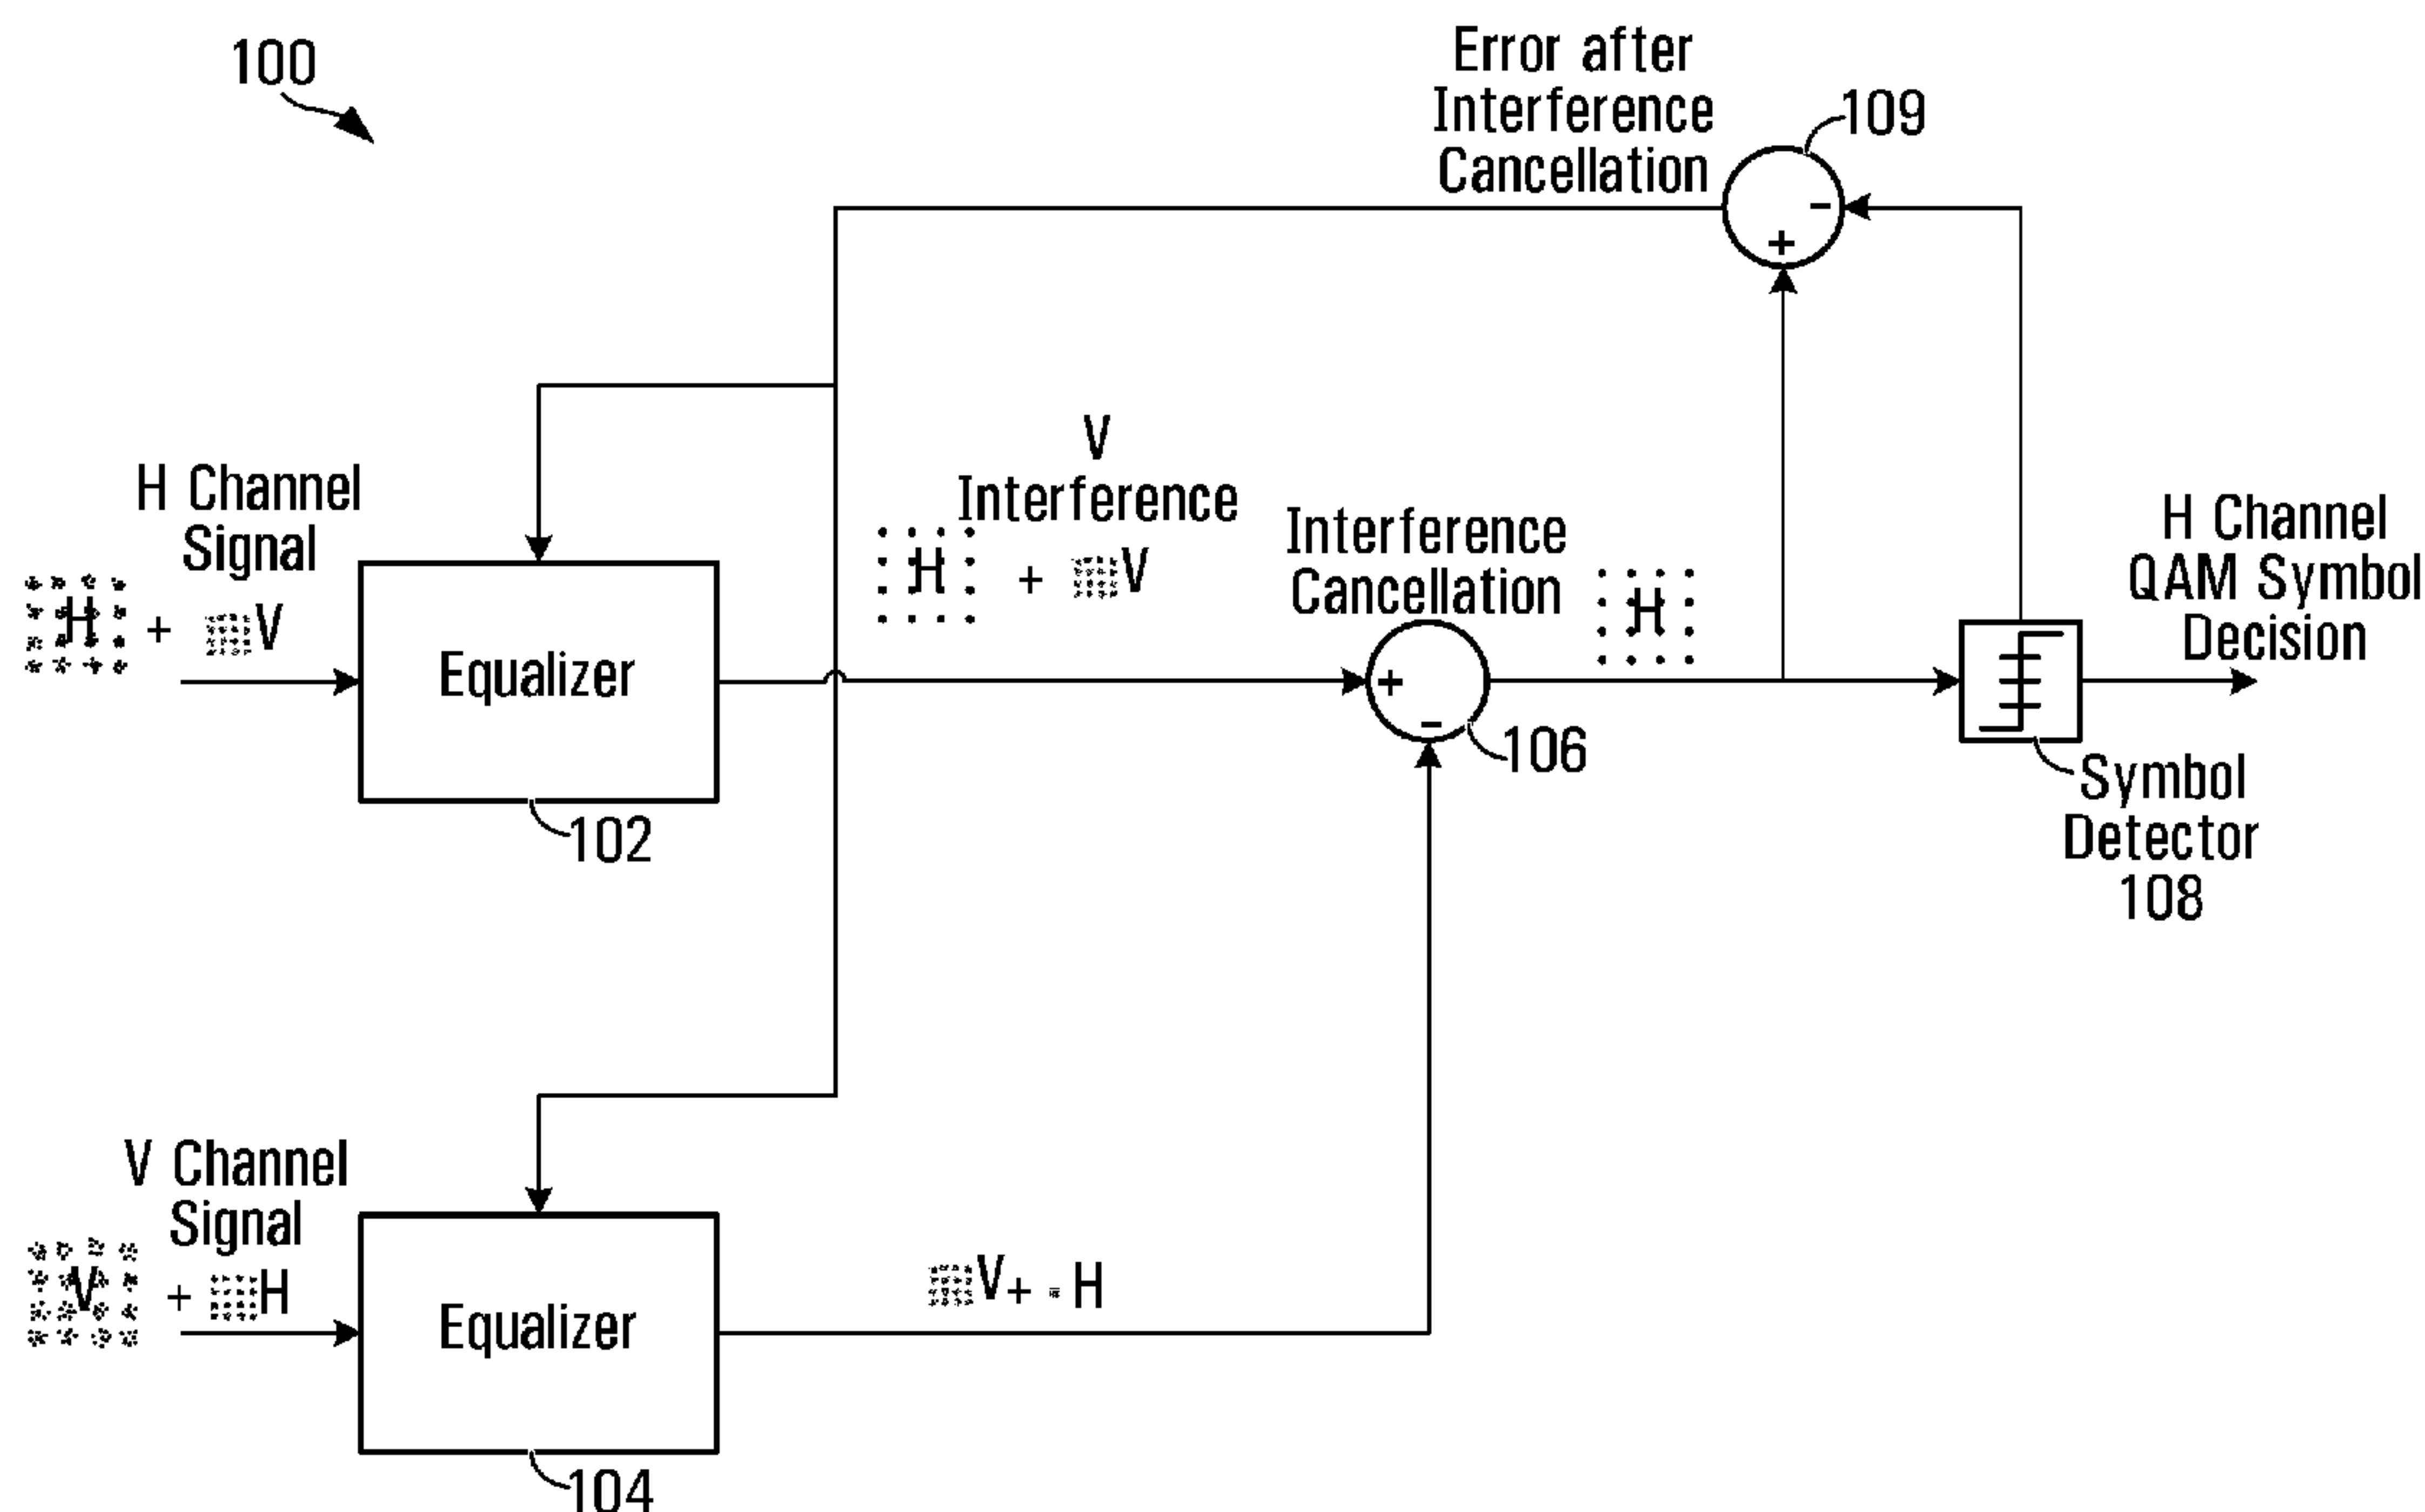 100
Error after
Interference
Cancellation
109
-
+
H Channel
Signal
H + V
V
Interference
H + V
Interference
Cancellation
H
H Channel
QAM Symbol
Decision
Equalizer
+
-
106
102
Symbol
Detector
108
V Channel
Signal
V + H
V + H
Equalizer
104